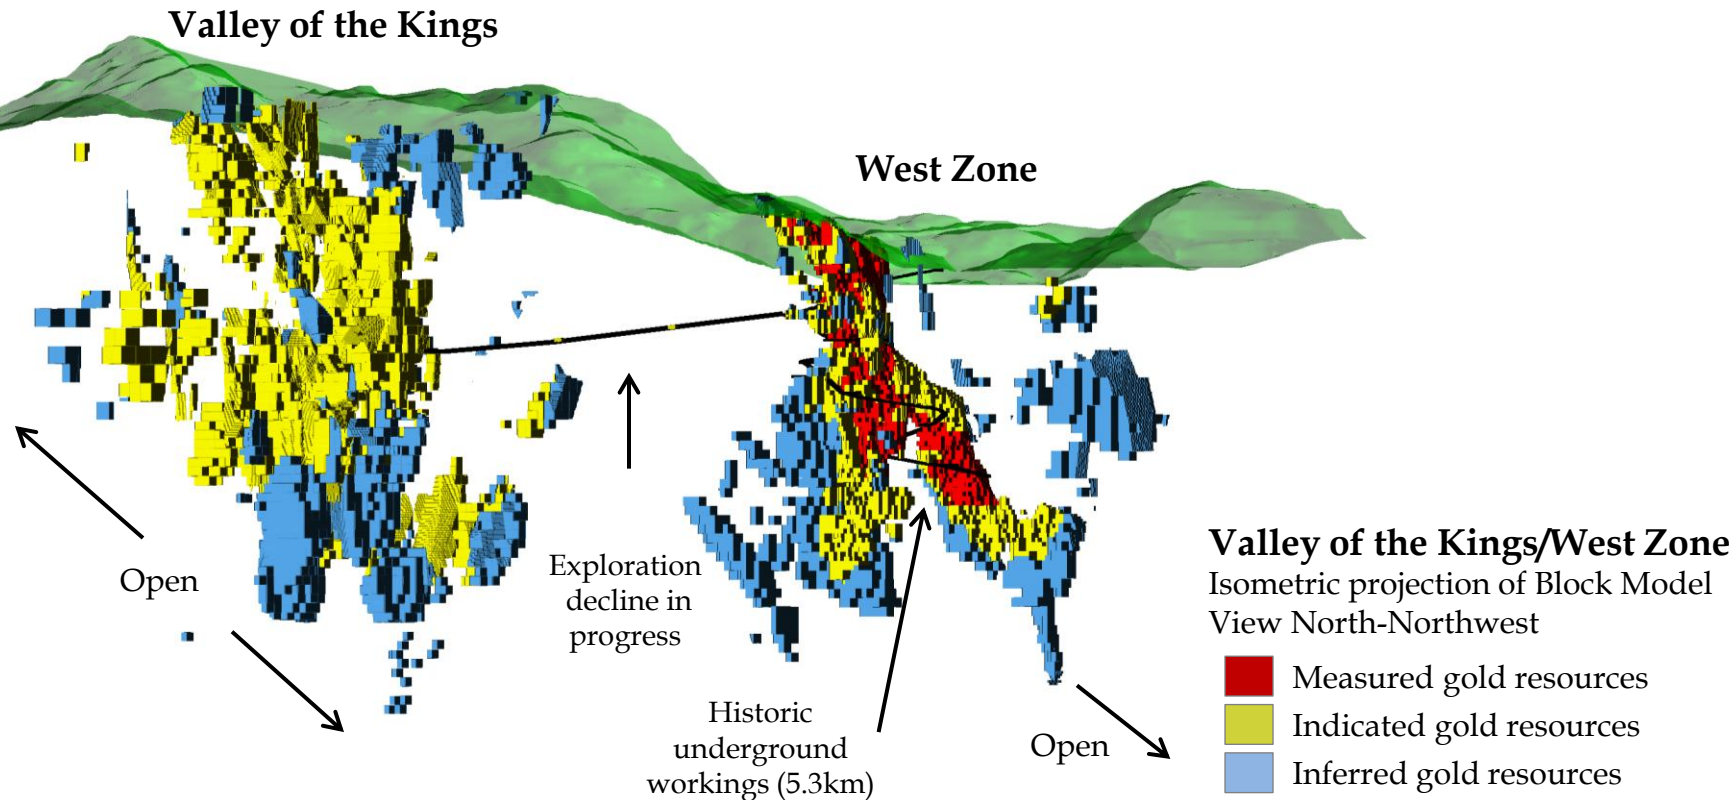 Valley of the Kings
West Zone
Open
Exploration
decline in
progress
Historic
underground
workings (5.3km)
Open
Valley of the Kings/West Zone
Isometric projection of Block Model
View North-Northwest
Measured gold resources
Indicated gold resources
Inferred gold resources